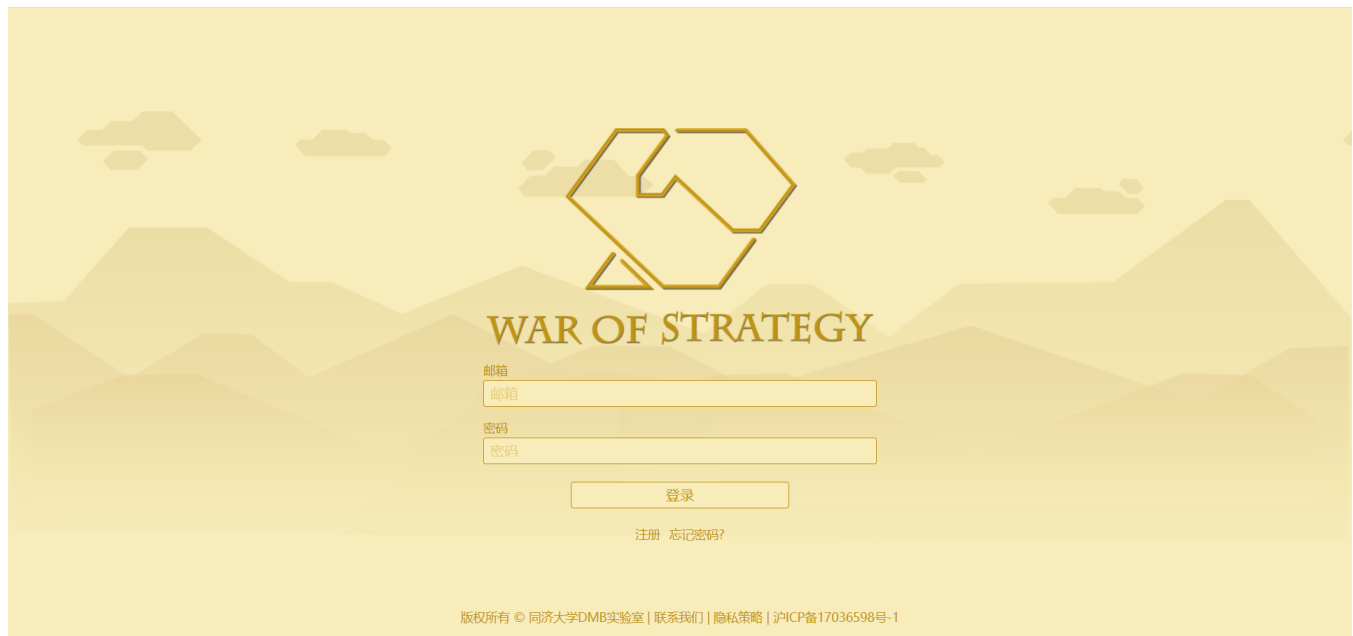 WAR OF STRATEGY
邮箱
邮箱
密码
密码
登录
注册 忘记密码?
版权所有 © 同济大学DMB实验室 | 联系我们 | 隐私策略 | 沪ICP备17036598号-1